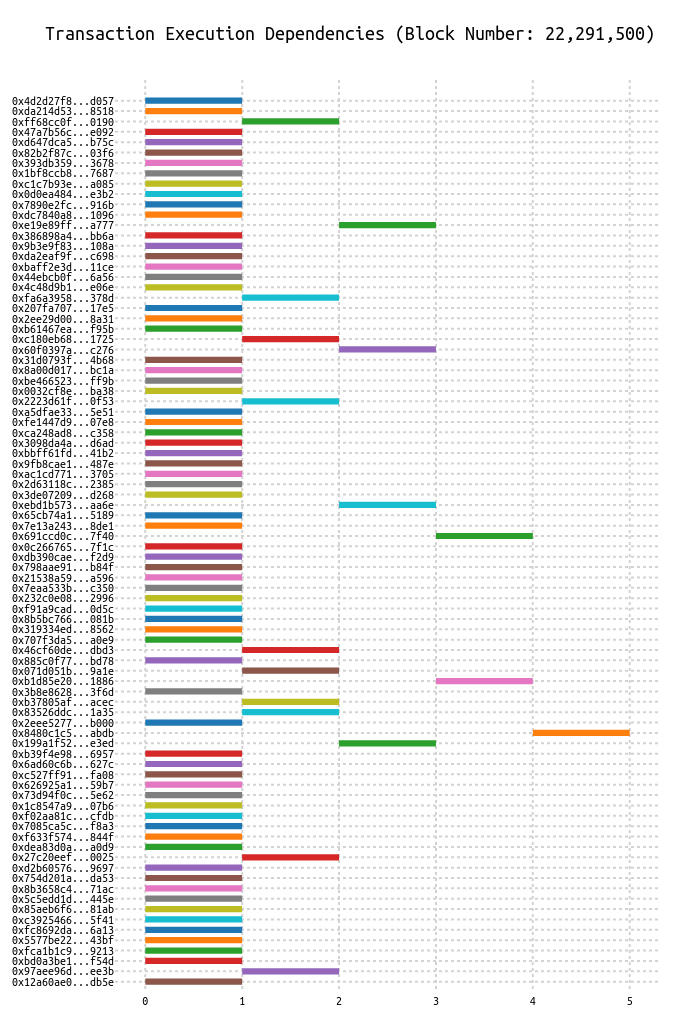 Transaction Execution Dependencies (Block Number: 22,291,500)
0x4d2d27f8...d057
0xda214d53...8518
0xff68cc0f...0190
0x47a7b56c...e092
0xd647dca5...b75c
0x82b2f87c...03f6
0x393db359...3678
0x1bf8ccb8...7687
0xc1c7b93e...a085
0x0d0ea484...e3b2
0x7890e2fc...916b
0xdc7840a8...1096
0xe19e89ff...a777
0x386898a4...bb6a
0x9b3e9f83...108a
0xda2eaf9f...c698
0xbaff2e3d...11ce
0x44ebcb0f...6a56
0x4c48d9b1...e06e
0xfa6a3958...378d
0x207fa707...17e5
0x2ee29d00...8a31
0xb61467ea...f95b
0xc180eb68...1725
0x60f0397a...c276
0x31d0793f...4b68
0x8a00d017...bc1a
0xbe466523...ff9b
0x0032cf8e...ba38
0x2223d61f...0f53
0xa5dfae33...5e51
0xfe1447d9...07e8
0xca248ad8...c358
0x3098da4a...d6ad
0xbbff61fd...41b2
0x9fb8cae1...487e
0xac1cd771...3705
0x2d63118c...2385
0x3de07209...d268
0xebd1b573...aa6e
0x65cb74a1...5189
0x7e13a243...8de1
0x691ccd0c...7f40
0x0c266765...7f1c
0xdb390cae...f2d9
0x798aae91...b84f
0x21538a59...a596
0x7eaa533b...c350
0x232c0e08...2996
0xf91a9cad...0d5c
0x8b5bc766...081b
0x319334ed...8562
0x707f3da5...a0e9
0x46cf60de...dbd3
0x885c0f77...bd78
0x071d051b...9a1e
0xb1d85e20...1886
0x3b8e8628...3f6d
0xb37805af...acec
0x83526ddc...1a35
0x2eee5277...b000
0x8480c1c5...abdb
0x199a1f52...e3ed
0xb39f4e98...6957
0x6ad60c6b...627c
0xc527ff91...fa08
0x626925a1...59b7
0x73d94f0c...5e62
0x1c8547a9...07b6
0xf02aa81c...cfdb
0x7085ca5c...f8a3
0xf633f574...844f
0xdea83d0a...a0d9
0x27c20eef...0025
0xd2b60576...9697
0x754d201a...da53
0x8b3658c4...71ac
0x5c5edd1d...445e
0x85aeb6f6...81ab
0xc3925466...5f41
0xfc8692da...6a13
0x5577be22...43bf
0xfca1b1c9...9213
0xbd0a3be1...f54d
0x97aee96d...ee3b
0x12a60ae0...db5e
0 1 2 3 4 5